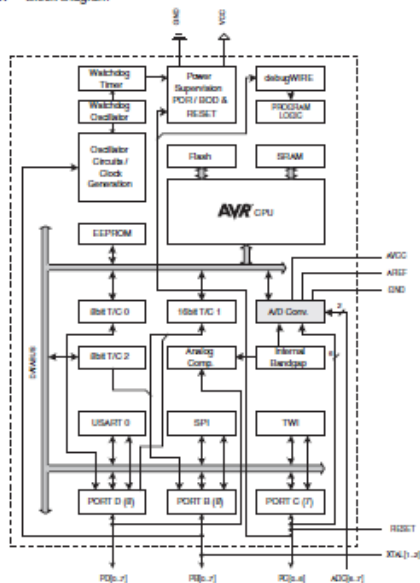 GND
VCC
Watchdog
Timer
Power
Supervision
POR / BOD &
RESET
debugWIRE
Watchdog
Oscillator
PROGRAM
LOGIC
Oscillator
Circuits /
Clock
Generation
Flash
SRAM
AVR CPU
EEPROM
AVCC
AREF
GND
8bit T/C 0
16bit T/C 1
A/D Conv.
2
DATABUS
8bit T/C 2
Analog
Comp.
Internal
Bandgap
6
USART 0
SPI
TWI
PORT D (8)
PORT B (8)
PORT C (7)
RESET
XTAL[1..2]
PD[0..7]
PB[0..7]
PC[0..6]
ADC[6..7]